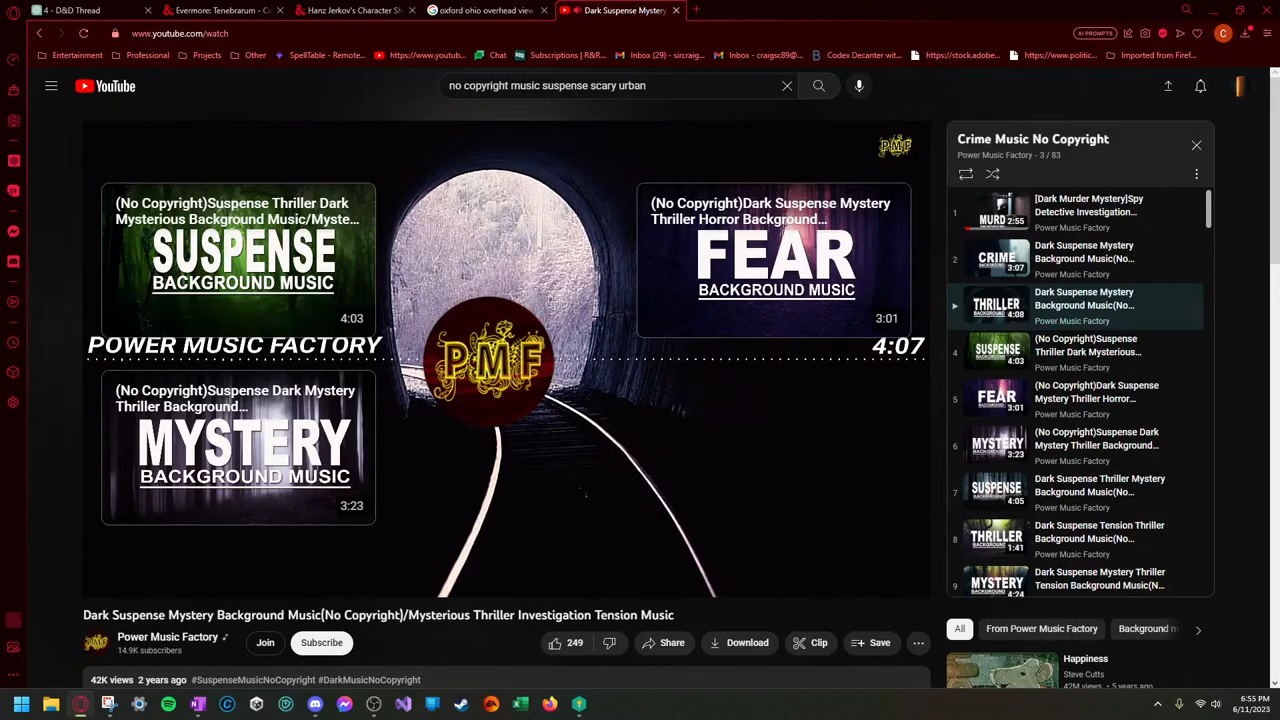 4 - D&D Thread
Evermore: Tenebrarum - Ca
Hanz Jerkov's Character Sh
oxford ohio overhead view
Dark Suspense Mystery
www.youtube.com/watch
AI PROMPTS
Entertainment
Professional
Projects
Other
SpellTable - Remote...
https://www.youtub...
Chat
Subscriptions | R&R...
Inbox (29) - sircraig...
Inbox - craigsc89@g...
Codex Decanter wit...
https://stock.adobe...
https://www.politic...
Imported from Firef...
YouTube
no copyright music suspense scary urban
PMF
(No Copyright)Suspense Thriller Dark
Mysterious Background Music/Myste...
SUSPENSE
BACKGROUND MUSIC
4:03
(No Copyright)Dark Suspense Mystery
Thriller Horror Background...
FEAR
BACKGROUND MUSIC
3:01
POWER MUSIC FACTORY
4:07
PMF
(No Copyright)Suspense Dark Mystery
Thriller Background...
MYSTERY
BACKGROUND MUSIC
3:23
Dark Suspense Mystery Background Music(No Copyright)/Mysterious Thriller Investigation Tension Music
Power Music Factory
14.9K subscribers
Join
Subscribe
249
Share
Download
Clip
Save
42K views 2 years ago #SuspenseMusicNoCopyright #DarkMusicNoCopyright
Crime Music No Copyright
Power Music Factory - 3 / 83
1
MURD
2:55
[Dark Murder Mystery]Spy
Detective Investigation...
Power Music Factory
2
CRIME
3:07
Dark Suspense Mystery
Background Music(No...
Power Music Factory
THRILLER
4:08
Dark Suspense Mystery
Background Music(No...
Power Music Factory
4
SUSPENSE
4:03
(No Copyright)Suspense
Thriller Dark Mysterious...
Power Music Factory
5
FEAR
3:01
(No Copyright)Dark Suspense
Mystery Thriller Horror...
Power Music Factory
6
MYSTERY
3:23
(No Copyright)Suspense Dark
Mystery Thriller Background...
Power Music Factory
7
SUSPENSE
4:05
Dark Suspense Thriller Mystery
Background Music(No...
Power Music Factory
8
THRILLER
1:41
Dark Suspense Tension Thriller
Background Music(No...
Power Music Factory
9
MYSTERY
4:24
Dark Suspense Mystery Thriller
Tension Background Music(N...
All
From Power Music Factory
Background m
Happiness
Steve Cutts
42M views • 5 years ago
6:55 PM
6/11/2023